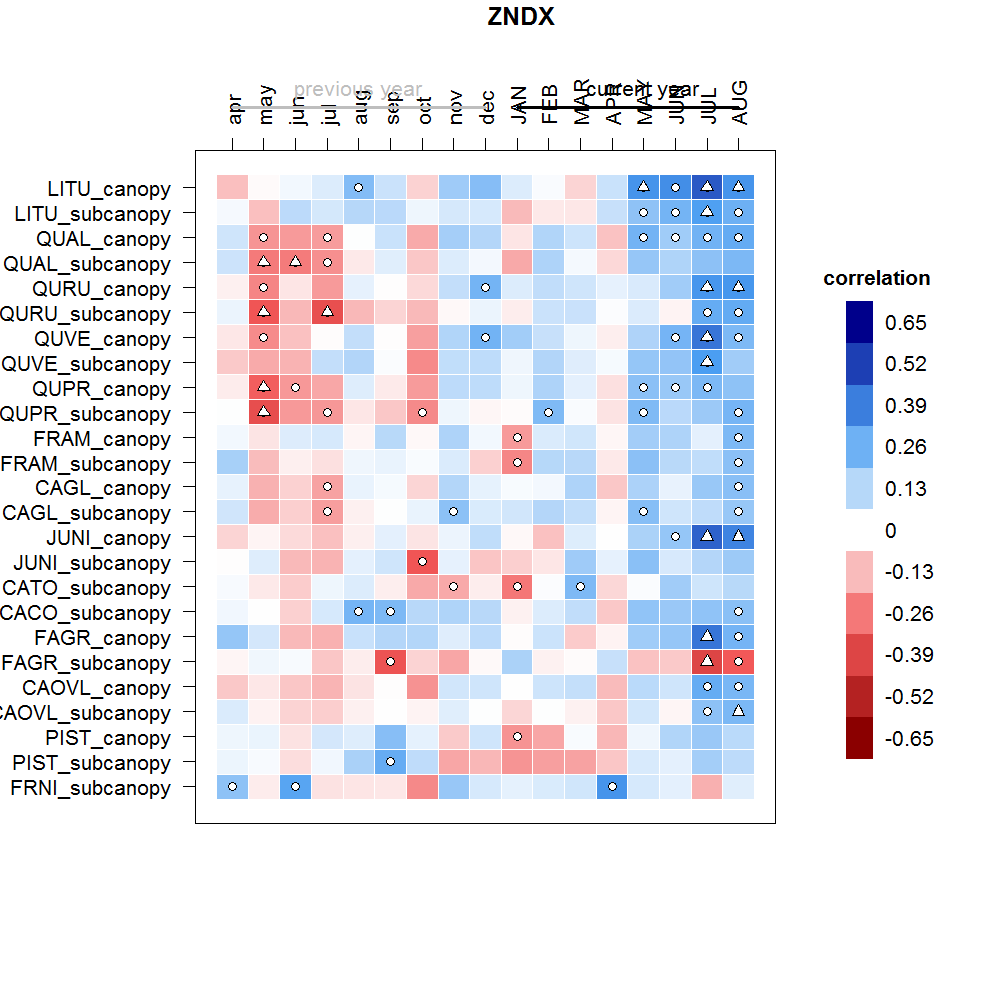 ZNDX
previous year current year
apr may jun jul aug sep oct nov dec JAN FEB MAR APR MAY JUN JUL AUG
LITU_canopy
LITU_subcanopy
QUAL_canopy
QUAL_subcanopy
QURU_canopy
QURU_subcanopy
QUVE_canopy
QUVE_subcanopy
QUPR_canopy
QUPR_subcanopy
FRAM_canopy
FRAM_subcanopy
CAGL_canopy
CAGL_subcanopy
JUNI_canopy
JUNI_subcanopy
CATO_subcanopy
CACO_subcanopy
FAGR_canopy
FAGR_subcanopy
CAOVL_canopy
CAOVL_subcanopy
PIST_canopy
PIST_subcanopy
FRNI_subcanopy
correlation
0.65
0.52
0.39
0.26
0.13
0
-0.13
-0.26
-0.39
-0.52
-0.65